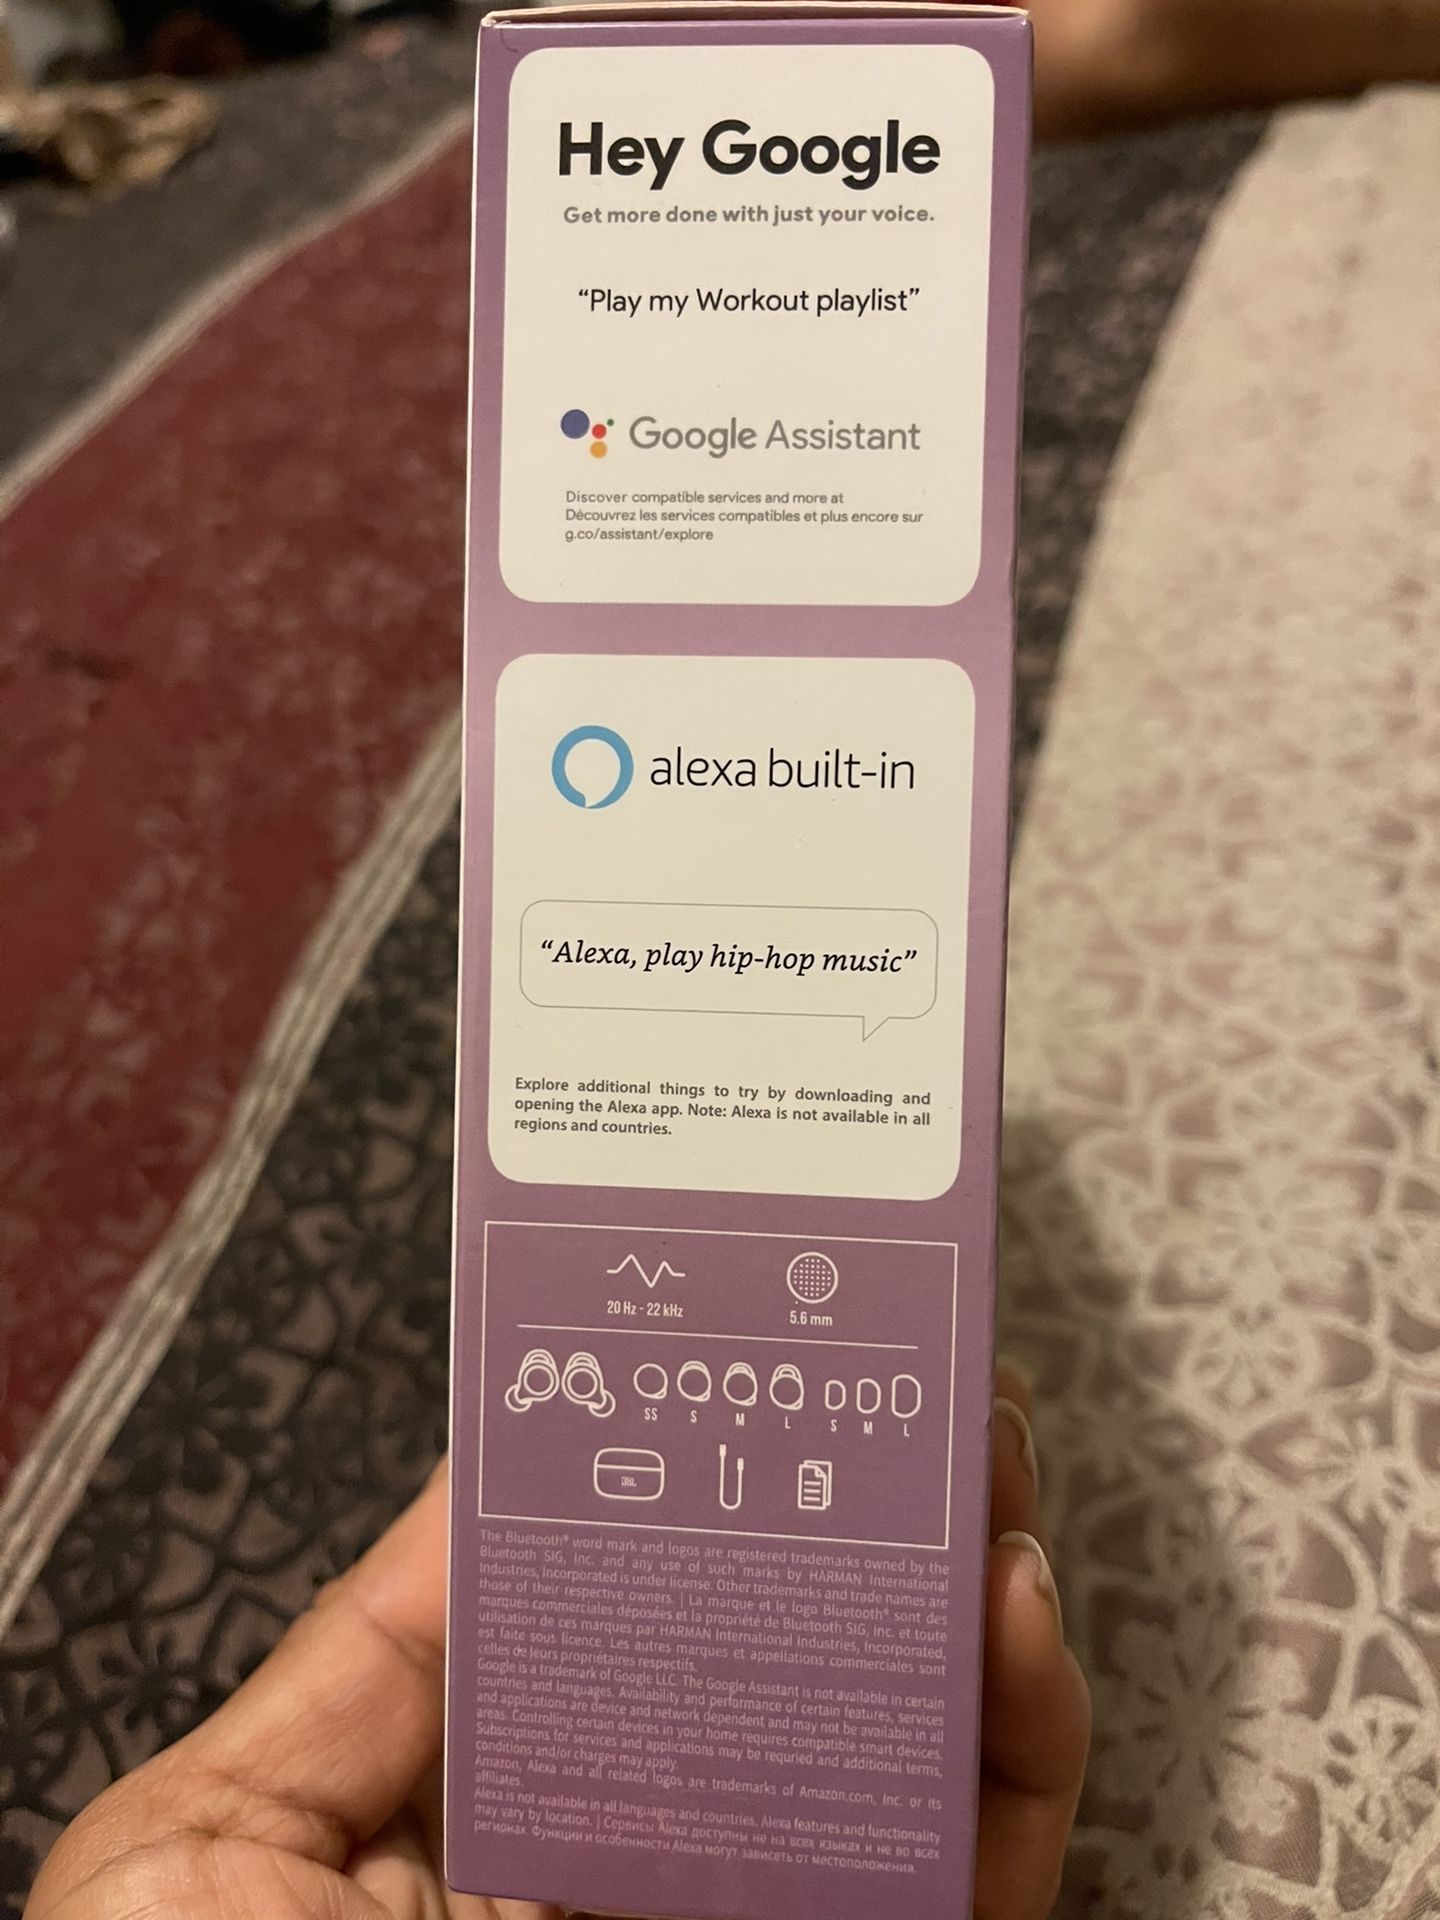 Hey Google
Get more done with just your voice.
“Play my Workout playlist”
Google Assistant
Discover compatible services and more at
Découvrez les services compatibles et plus encore sur
g.co/assistant/explore
alexa built-in
“Alexa, play hip-hop music”
Explore additional things to try by downloading and
opening the Alexa app. Note: Alexa is not available in all
regions and countries.
20 Hz - 22 kHz
5.6 mm
SS S M L S M L
JBL
The Bluetooth® word mark and logos are registered trademarks owned by the
Bluetooth SIG, Inc. and any use of such marks by HARMAN International
Industries, Incorporated is under license. Other trademarks and trade names are
those of their respective owners. | La marque et le logo Bluetooth® sont des
marques commerciales déposées et la propriété de Bluetooth SIG, Inc. et toute
utilisation de ces marques par HARMAN International Industries, Incorporated,
est faite sous licence. Les autres marques et appellations commerciales sont
celles de leurs propriétaires respectifs.
Google is a trademark of Google LLC. The Google Assistant is not available in certain
countries and languages. Availability and performance of certain features, services
and applications are device and network dependent and may not be available in all
areas. Controlling certain devices in your home requires compatible smart devices.
Subscriptions for services and applications may be requried and additional terms,
conditions and/or charges may apply.
Amazon, Alexa and all related logos are trademarks of Amazon.com, Inc. or its
affiliates.
Alexa is not available in all languages and countries. Alexa features and functionality
may vary by location. | Сервисы Alexa доступны не на всех языках и не во всех
регионах. Функции и особенности Alexa могут зависеть от местоположения.